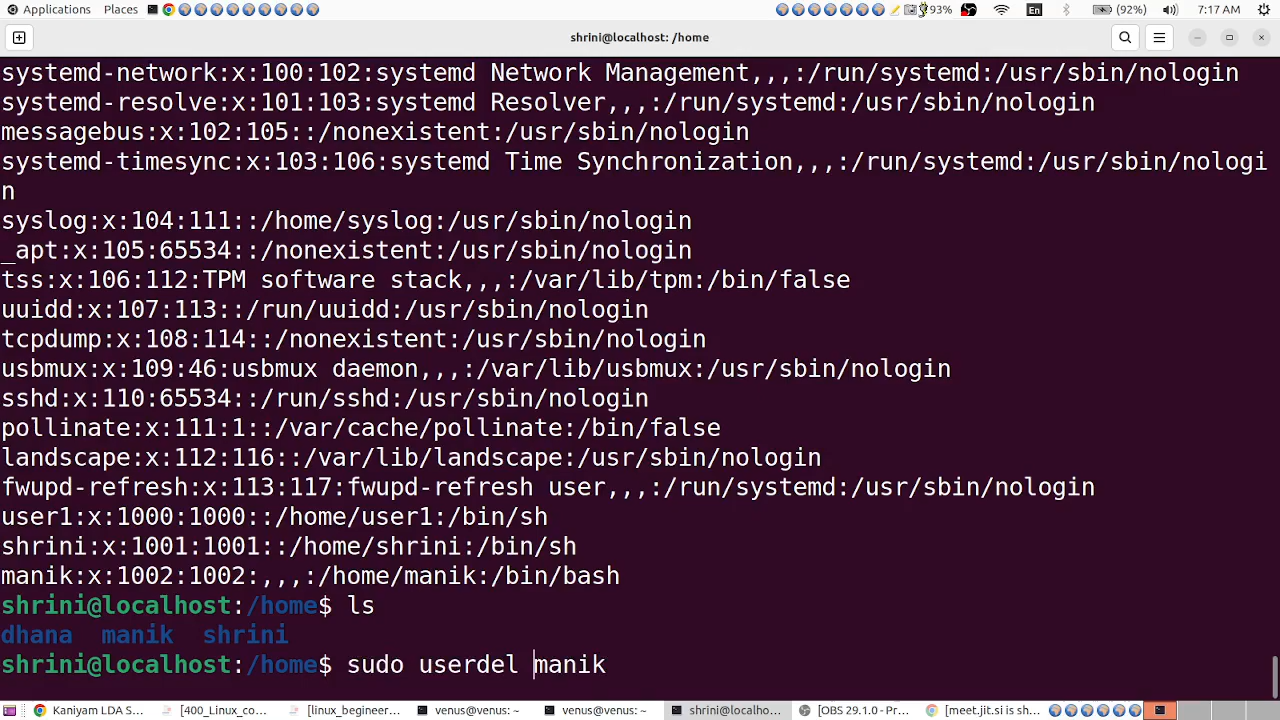 Applications Places 93% En (92%) 7:17 AM
shrini@localhost: /home
systemd-network:x:100:102:systemd Network Management,,,:/run/systemd:/usr/sbin/nologin
systemd-resolve:x:101:103:systemd Resolver,,,:/run/systemd:/usr/sbin/nologin
messagebus:x:102:105::/nonexistent:/usr/sbin/nologin
systemd-timesync:x:103:106:systemd Time Synchronization,,,:/run/systemd:/usr/sbin/nologi
n
syslog:x:104:111::/home/syslog:/usr/sbin/nologin
_apt:x:105:65534::/nonexistent:/usr/sbin/nologin
tss:x:106:112:TPM software stack,,,:/var/lib/tpm:/bin/false
uuidd:x:107:113::/run/uuidd:/usr/sbin/nologin
tcpdump:x:108:114::/nonexistent:/usr/sbin/nologin
usbmux:x:109:46:usbmux daemon,,,:/var/lib/usbmux:/usr/sbin/nologin
sshd:x:110:65534::/run/sshd:/usr/sbin/nologin
pollinate:x:111:1::/var/cache/pollinate:/bin/false
landscape:x:112:116::/var/lib/landscape:/usr/sbin/nologin
fwupd-refresh:x:113:117:fwupd-refresh user,,,:/run/systemd:/usr/sbin/nologin
user1:x:1000:1000::/home/user1:/bin/sh
shrini:x:1001:1001::/home/shrini:/bin/sh
manik:x:1002:1002:,,,:/home/manik:/bin/bash
shrini@localhost:/home$ ls
dhana manik shrini
shrini@localhost:/home$ sudo userdel manik
Kaniyam LDA S... [400_Linux_co... [linux_begineer... venus@venus: ~ venus@venus: ~ shrini@localho... [OBS 29.1.0 - Pr... [meet.jit.si is sh...